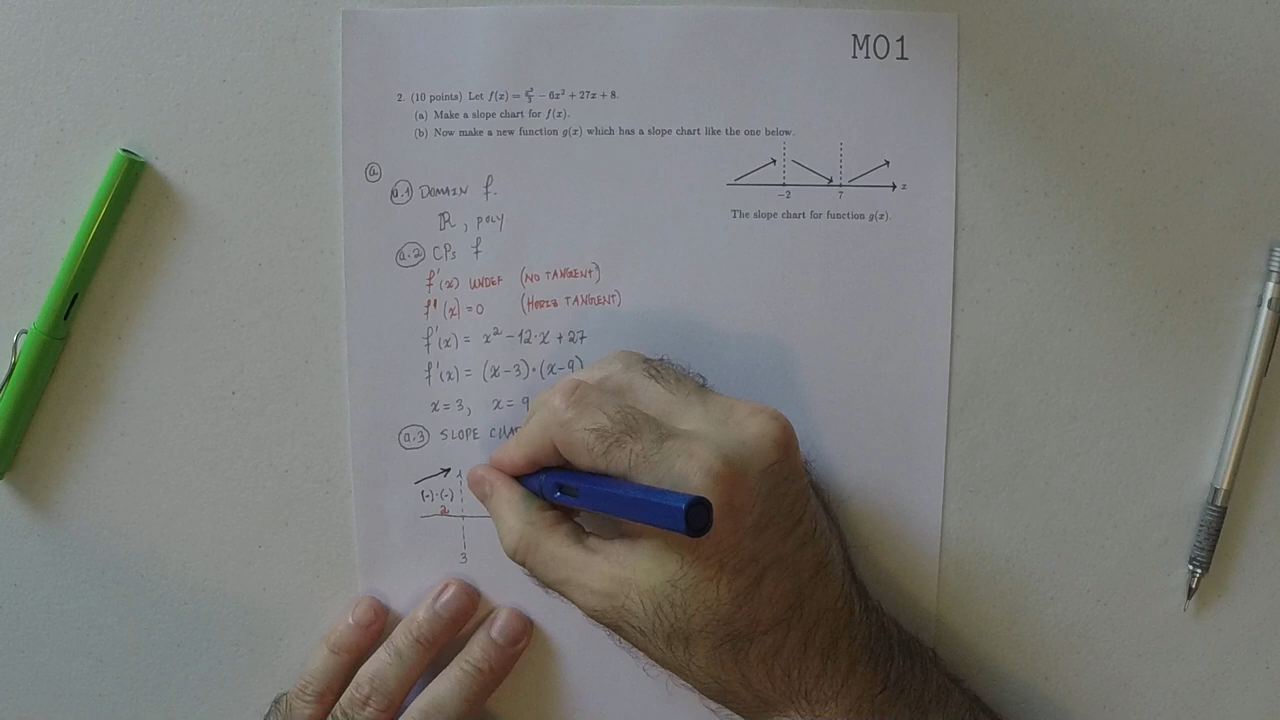 M01
2. (10 points) Let f(x) = x³/3 − 6x² + 27x + 8.
(a) Make a slope chart for f(x).
(b) Now make a new function g(x) which has a slope chart like the one below.
−2 7 x
The slope chart for function g(x).
a
a.1 DOMAIN f.
ℝ, POLY
a.2 CPs f
f'(x) UNDEF (NO TANGENT)
f'(x) = 0 (HORIZ TANGENT)
f'(x) = x² − 12·x + 27
f'(x) = (x−3)·(x−9)
x=3, x=9
a.3 SLOPE
(-)·(-)
2
3